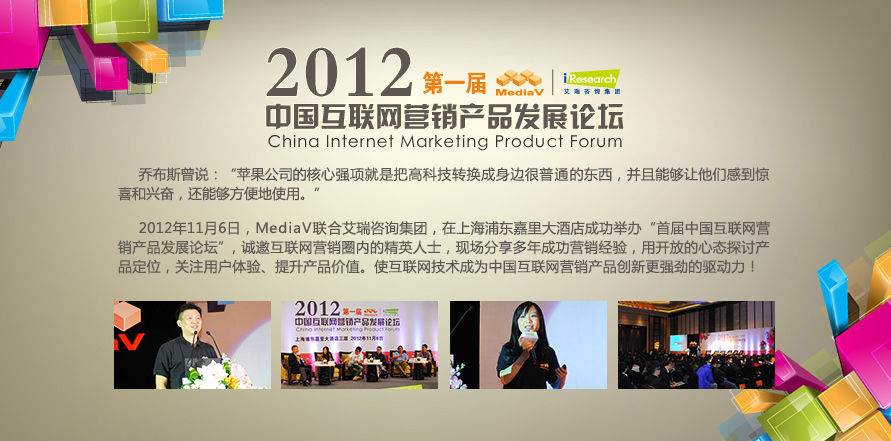 2012 第一届 MediaV iResearch 艾瑞咨询集团
中国互联网营销产品发展论坛
China Internet Marketing Product Forum
乔布斯曾说：“苹果公司的核心强项就是把高科技转换成身边很普通的东西，并且能够让他们感到惊
喜和兴奋，还能够方便地使用。“
2012年11月6日，MediaV联合艾瑞咨询集团，在上海浦东嘉里大酒店成功举办“首届中国互联网营
销产品发展论坛”，诚邀互联网营销圈内的精英人士，现场分享多年成功营销经验，用开放的心态探讨产
品定位，关注用户体验、提升产品价值。使互联网技术成为中国互联网营销产品创新更强劲的驱动力！
aV
2012 第一届 MediaV iResearch
中国互联网营销产品发展论坛
China Internet Marketing Product Forum
上海浦东嘉里大酒店三层 2012年11月6日